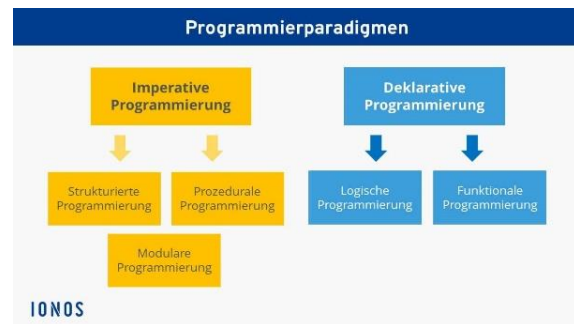 Programmierparadigmen
Imperative
Programmierung
Deklarative
Programmierung
Strukturierte
Programmierung
Prozedurale
Programmierung
Logische
Programmierung
Funktionale
Programmierung
Modulare
Programmierung
IONOS